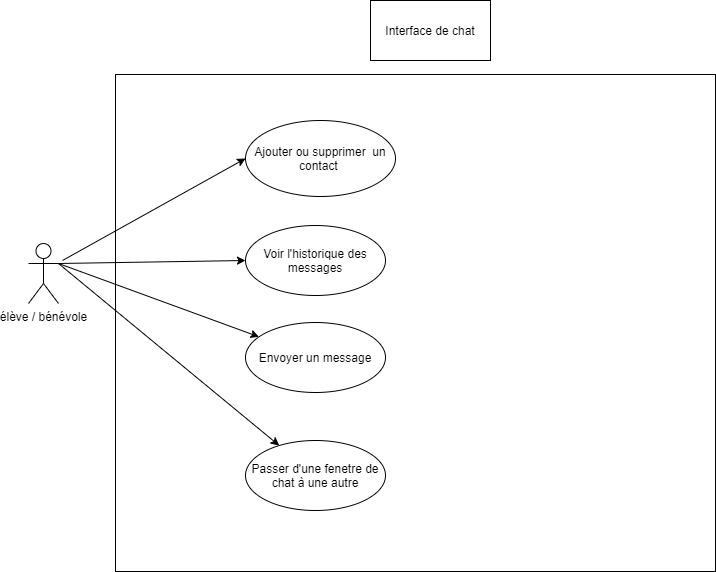 Interface de chat
Ajouter ou supprimer un
contact
Voir l'historique des
messages
élève / bénévole
Envoyer un message
Passer d'une fenetre de
chat à une autre